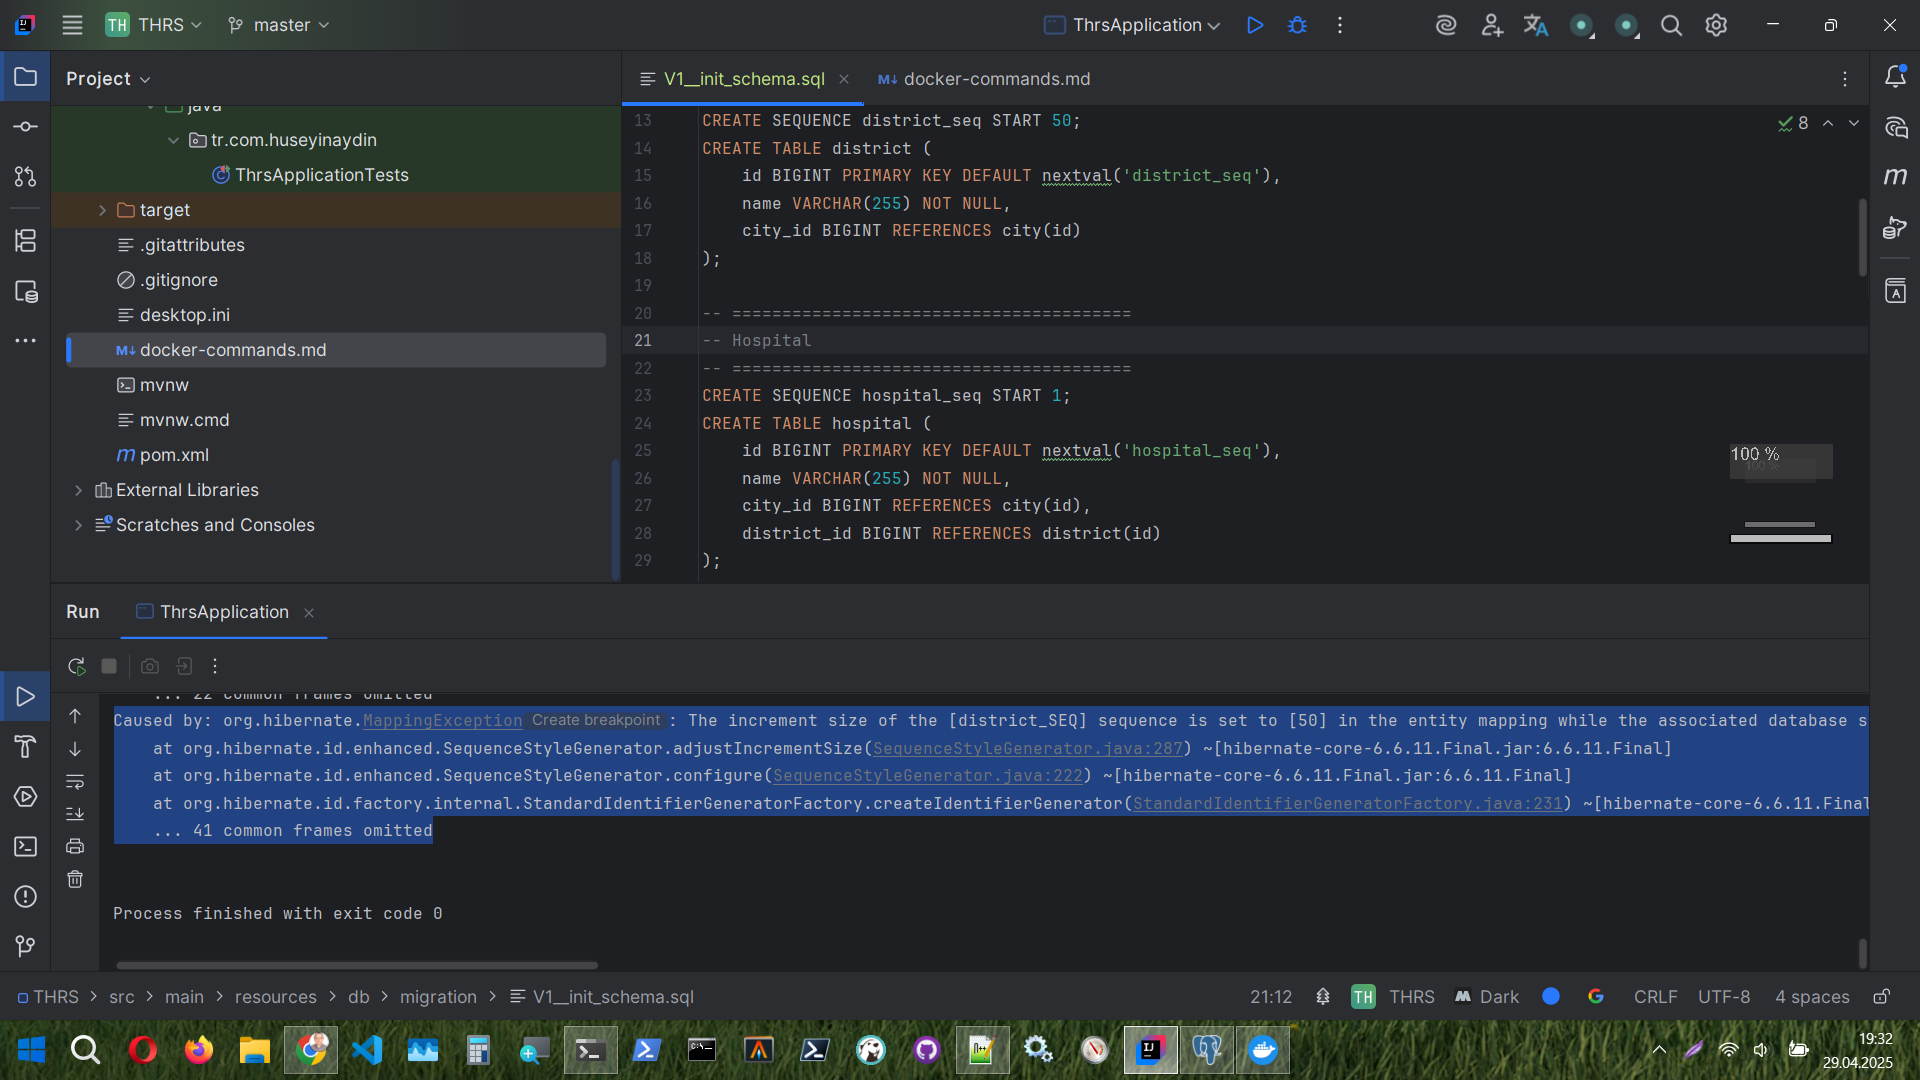 TH THRS
master
ThrsApplication
Project
V1__init_schema.sql
docker-commands.md
java
tr.com.huseyinaydin
ThrsApplicationTests
target
.gitattributes
.gitignore
desktop.ini
docker-commands.md
mvnw
mvnw.cmd
pom.xml
External Libraries
Scratches and Consoles
8
13 CREATE SEQUENCE district_seq START 50;
14 CREATE TABLE district (
15 id BIGINT PRIMARY KEY DEFAULT nextval('district_seq'),
16 name VARCHAR(255) NOT NULL,
17 city_id BIGINT REFERENCES city(id)
18 );
19
20 -- ========================================
21 -- Hospital
22 -- ========================================
23 CREATE SEQUENCE hospital_seq START 1;
24 CREATE TABLE hospital (
25 id BIGINT PRIMARY KEY DEFAULT nextval('hospital_seq'),
26 name VARCHAR(255) NOT NULL,
27 city_id BIGINT REFERENCES city(id),
28 district_id BIGINT REFERENCES district(id)
29 );
100 %
Run
ThrsApplication
... 22 common frames omitted
Caused by: org.hibernate.MappingException Create breakpoint : The increment size of the [district_SEQ] sequence is set to [50] in the entity mapping while the associated database s
at org.hibernate.id.enhanced.SequenceStyleGenerator.adjustIncrementSize(SequenceStyleGenerator.java:287) ~[hibernate-core-6.6.11.Final.jar:6.6.11.Final]
at org.hibernate.id.enhanced.SequenceStyleGenerator.configure(SequenceStyleGenerator.java:222) ~[hibernate-core-6.6.11.Final.jar:6.6.11.Final]
at org.hibernate.id.factory.internal.StandardIdentifierGeneratorFactory.createIdentifierGenerator(StandardIdentifierGeneratorFactory.java:231) ~[hibernate-core-6.6.11.Final
... 41 common frames omitted
Process finished with exit code 0
THRS > src > main > resources > db > migration > V1__init_schema.sql
21:12 TH THRS Dark CRLF UTF-8 4 spaces
19:32
29.04.2025